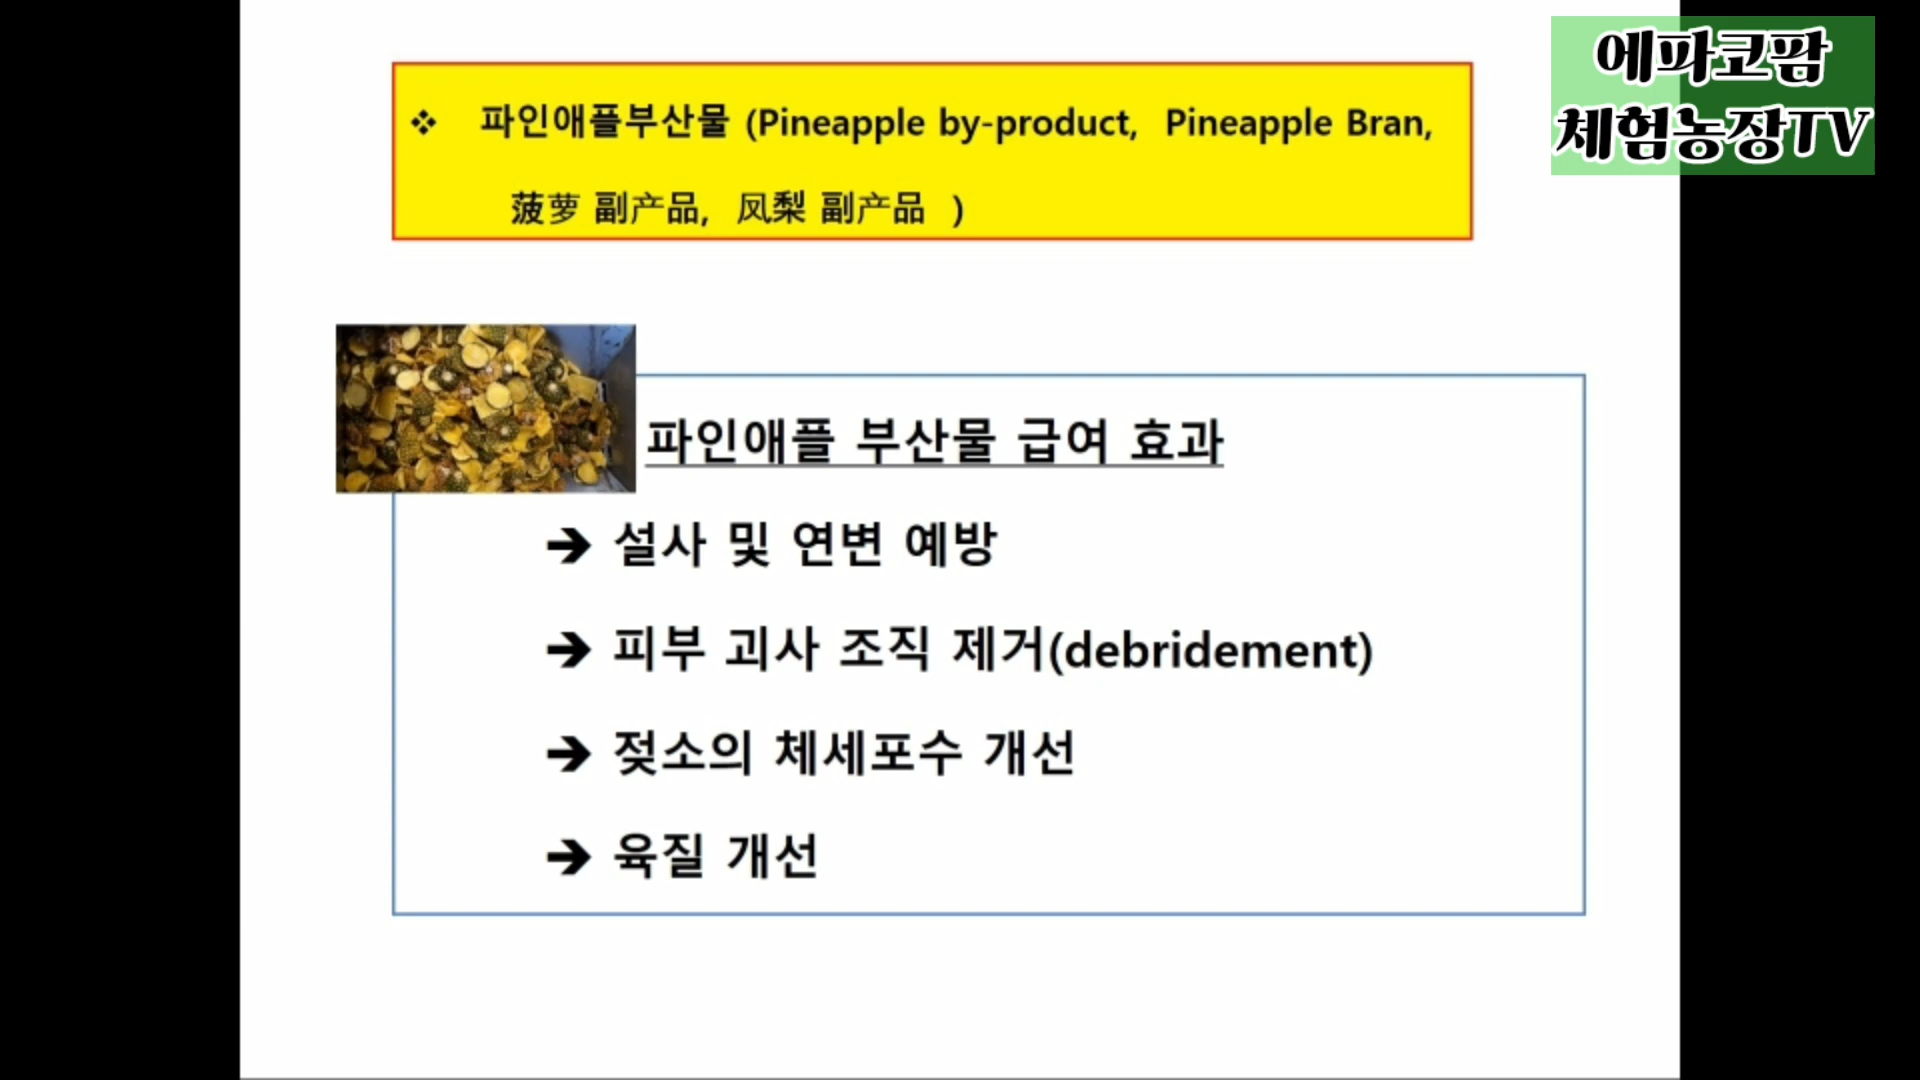 에파코팜
체험농장TV
❖ 파인애플부산물 (Pineapple by-product, Pineapple Bran,
菠萝 副产品, 凤梨 副产品 )
파인애플 부산물 급여 효과
➔ 설사 및 연변 예방
➔ 피부 괴사 조직 제거(debridement)
➔ 젖소의 체세포수 개선
➔ 육질 개선